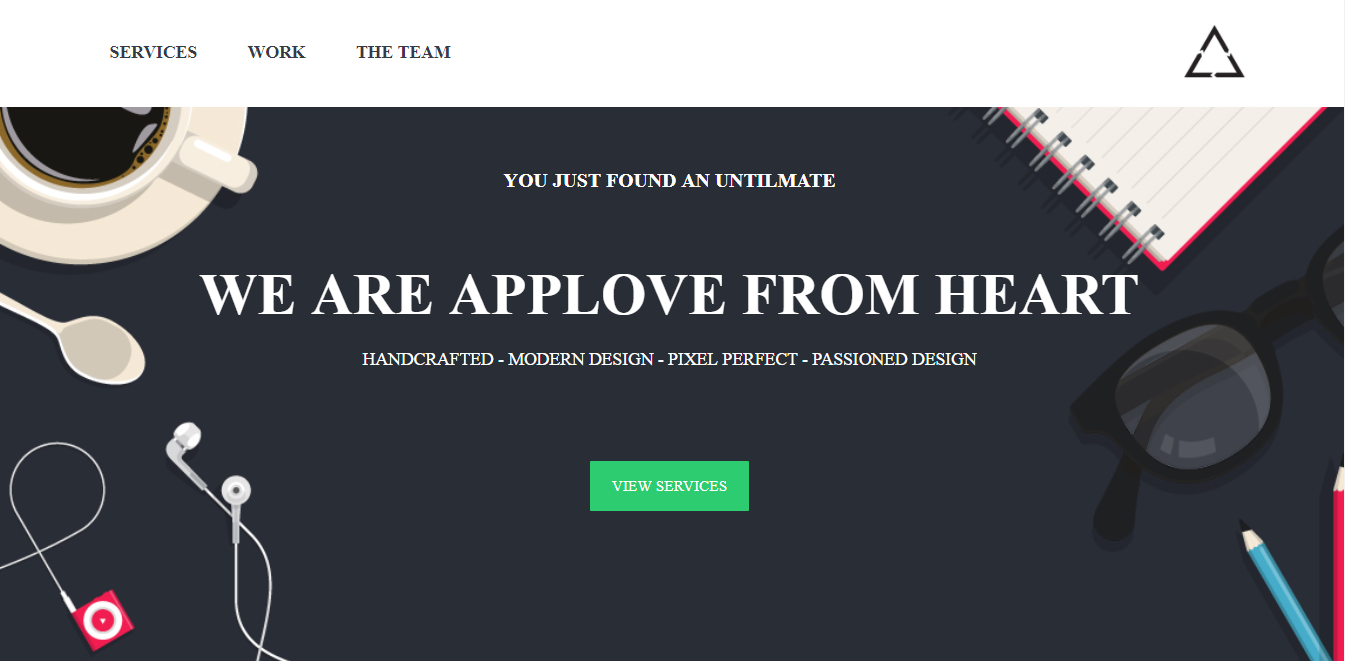 SERVICES WORK THE TEAM
YOU JUST FOUND AN UNTILMATE
WE ARE APPLOVE FROM HEART
HANDCRAFTED - MODERN DESIGN - PIXEL PERFECT - PASSIONED DESIGN
VIEW SERVICES